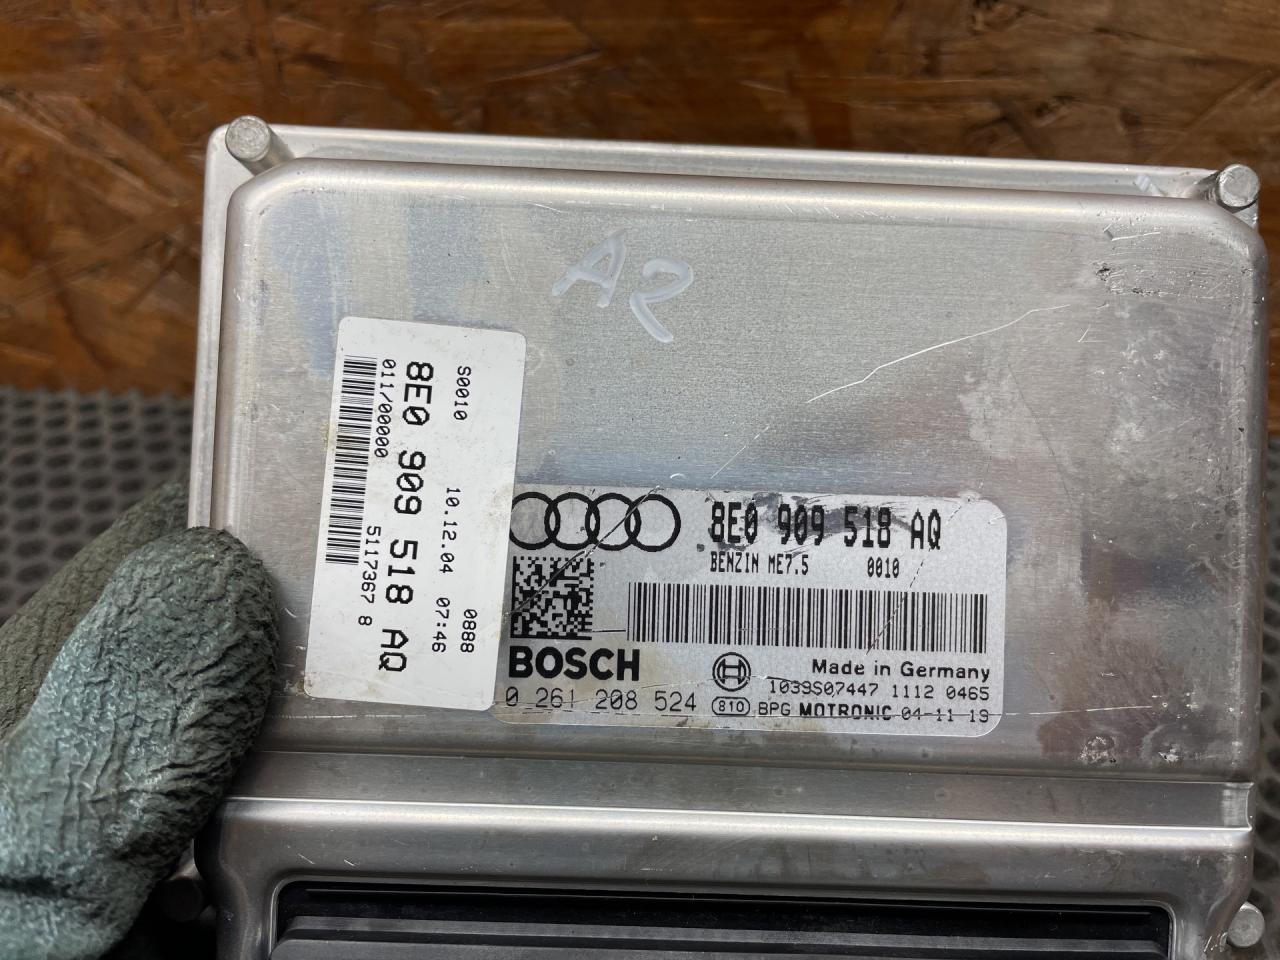 AR
S0010 10.12.04 07:46 0888
8E0 909 518 AQ
011/00000 5117367 8
8E0 909 518 AQ
BENZIN ME7.5 0010
BOSCH
Made in Germany
0 261 208 524
1039S07447 1112 0465
810 BPG MOTRONIC 04-11-19